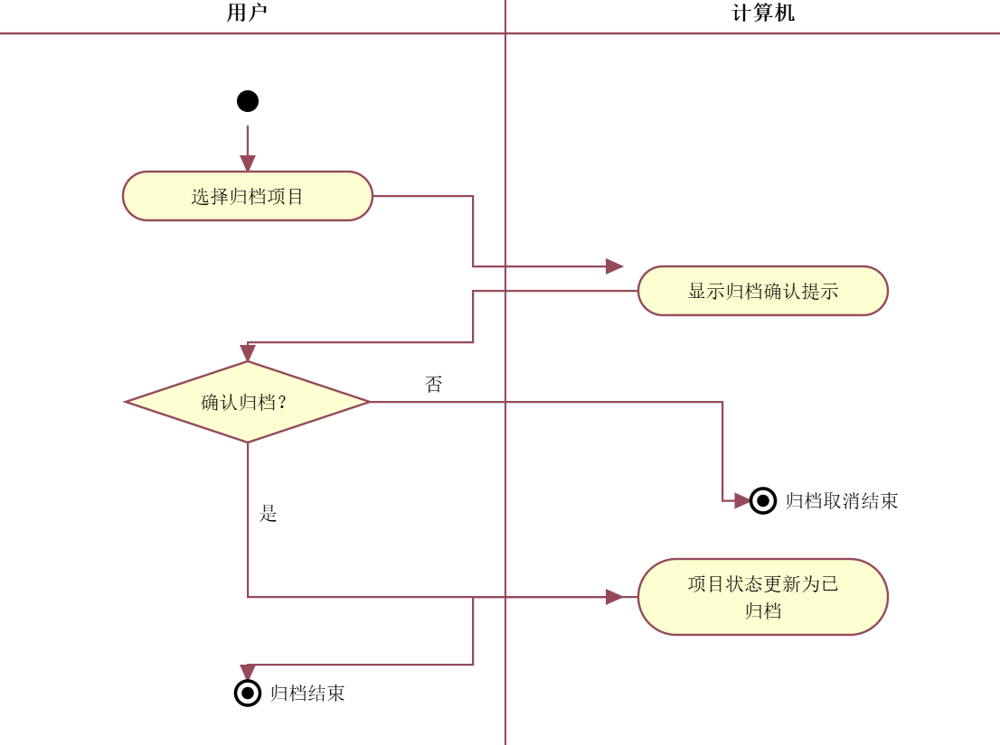 用户
计算机
选择归档项目
显示归档确认提示
确认归档？
否
是
归档取消结束
项目状态更新为已
归档
归档结束